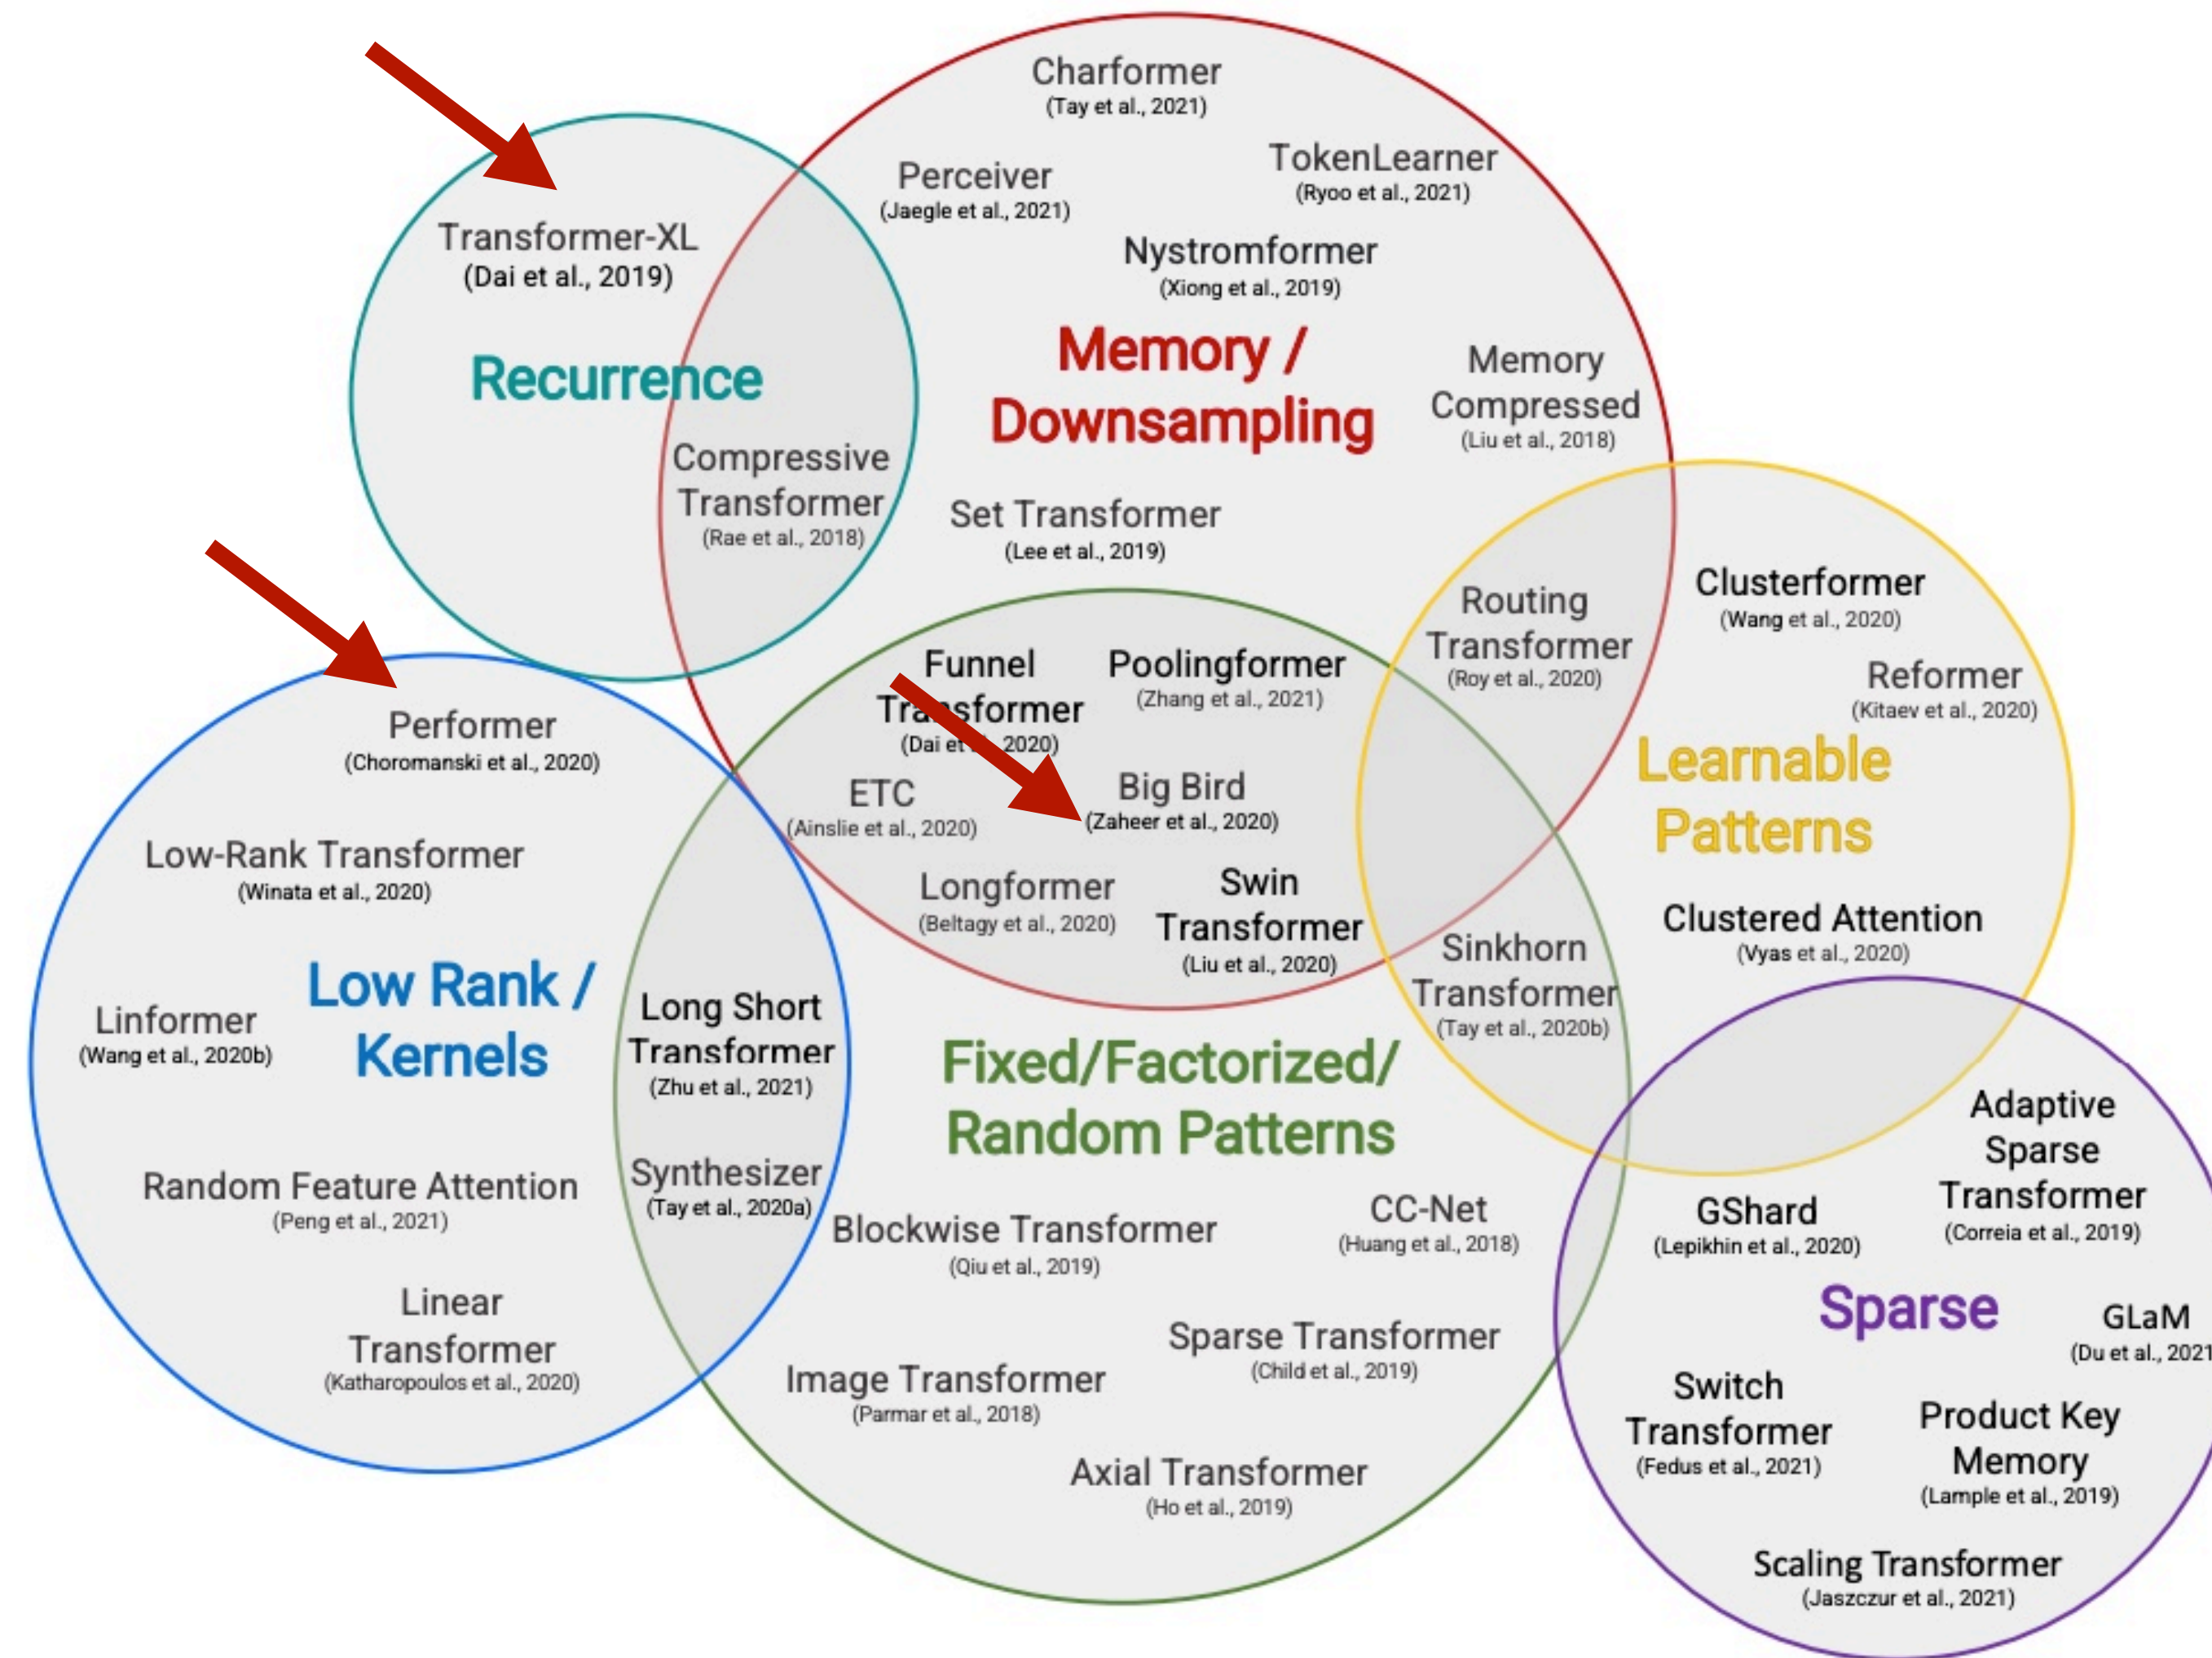 Charformer
(Tay et al., 2021)
Perceiver
(Jaegle et al., 2021)
TokenLearner
(Ryoo et al., 2021)
Transformer-XL
(Dai et al., 2019)
Nystromformer
(Xiong et al., 2019)
Recurrence
Memory /
Downsampling
Memory
Compressed
(Liu et al., 2018)
Compressive
Transformer
(Rae et al., 2018)
Set Transformer
(Lee et al., 2019)
Routing
Transformer
(Roy et al., 2020)
Clusterformer
(Wang et al., 2020)
Reformer
(Kitaev et al., 2020)
Learnable
Patterns
Clustered Attention
(Vyas et al., 2020)
Funnel
Transformer
(Dai et 2020)
Poolingformer
(Zhang et al., 2021)
ETC
(Ainslie et al., 2020)
Big Bird
(Zaheer et al., 2020)
Longformer
(Beltagy et al., 2020)
Swin
Transformer
(Liu et al., 2020)
Sinkhorn
Transformer
(Tay et al., 2020b)
Performer
(Choromanski et al., 2020)
Low-Rank Transformer
(Winata et al., 2020)
Low Rank /
Kernels
Linformer
(Wang et al., 2020b)
Long Short
Transformer
(Zhu et al., 2021)
Synthesizer
(Tay et al., 2020a)
Random Feature Attention
(Peng et al., 2021)
Linear
Transformer
(Katharopoulos et al., 2020)
Fixed/Factorized/
Random Patterns
Blockwise Transformer
(Qiu et al., 2019)
CC-Net
(Huang et al., 2018)
Sparse Transformer
(Child et al., 2019)
Image Transformer
(Parmar et al., 2018)
Axial Transformer
(Ho et al., 2019)
Adaptive
Sparse
Transformer
(Correia et al., 2019)
GShard
(Lepikhin et al., 2020)
Sparse
GLaM
(Du et al., 2021
Switch
Transformer
(Fedus et al., 2021)
Product Key
Memory
(Lample et al., 2019)
Scaling Transformer
(Jaszczur et al., 2021)